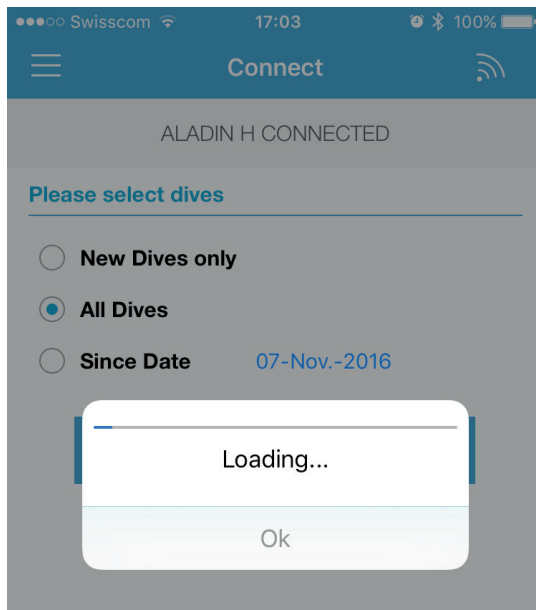 Swisscom 17:03 100%
Connect
ALADIN H CONNECTED
Please select dives
New Dives only
All Dives
Since Date 07-Nov.-2016
Loading...
Ok